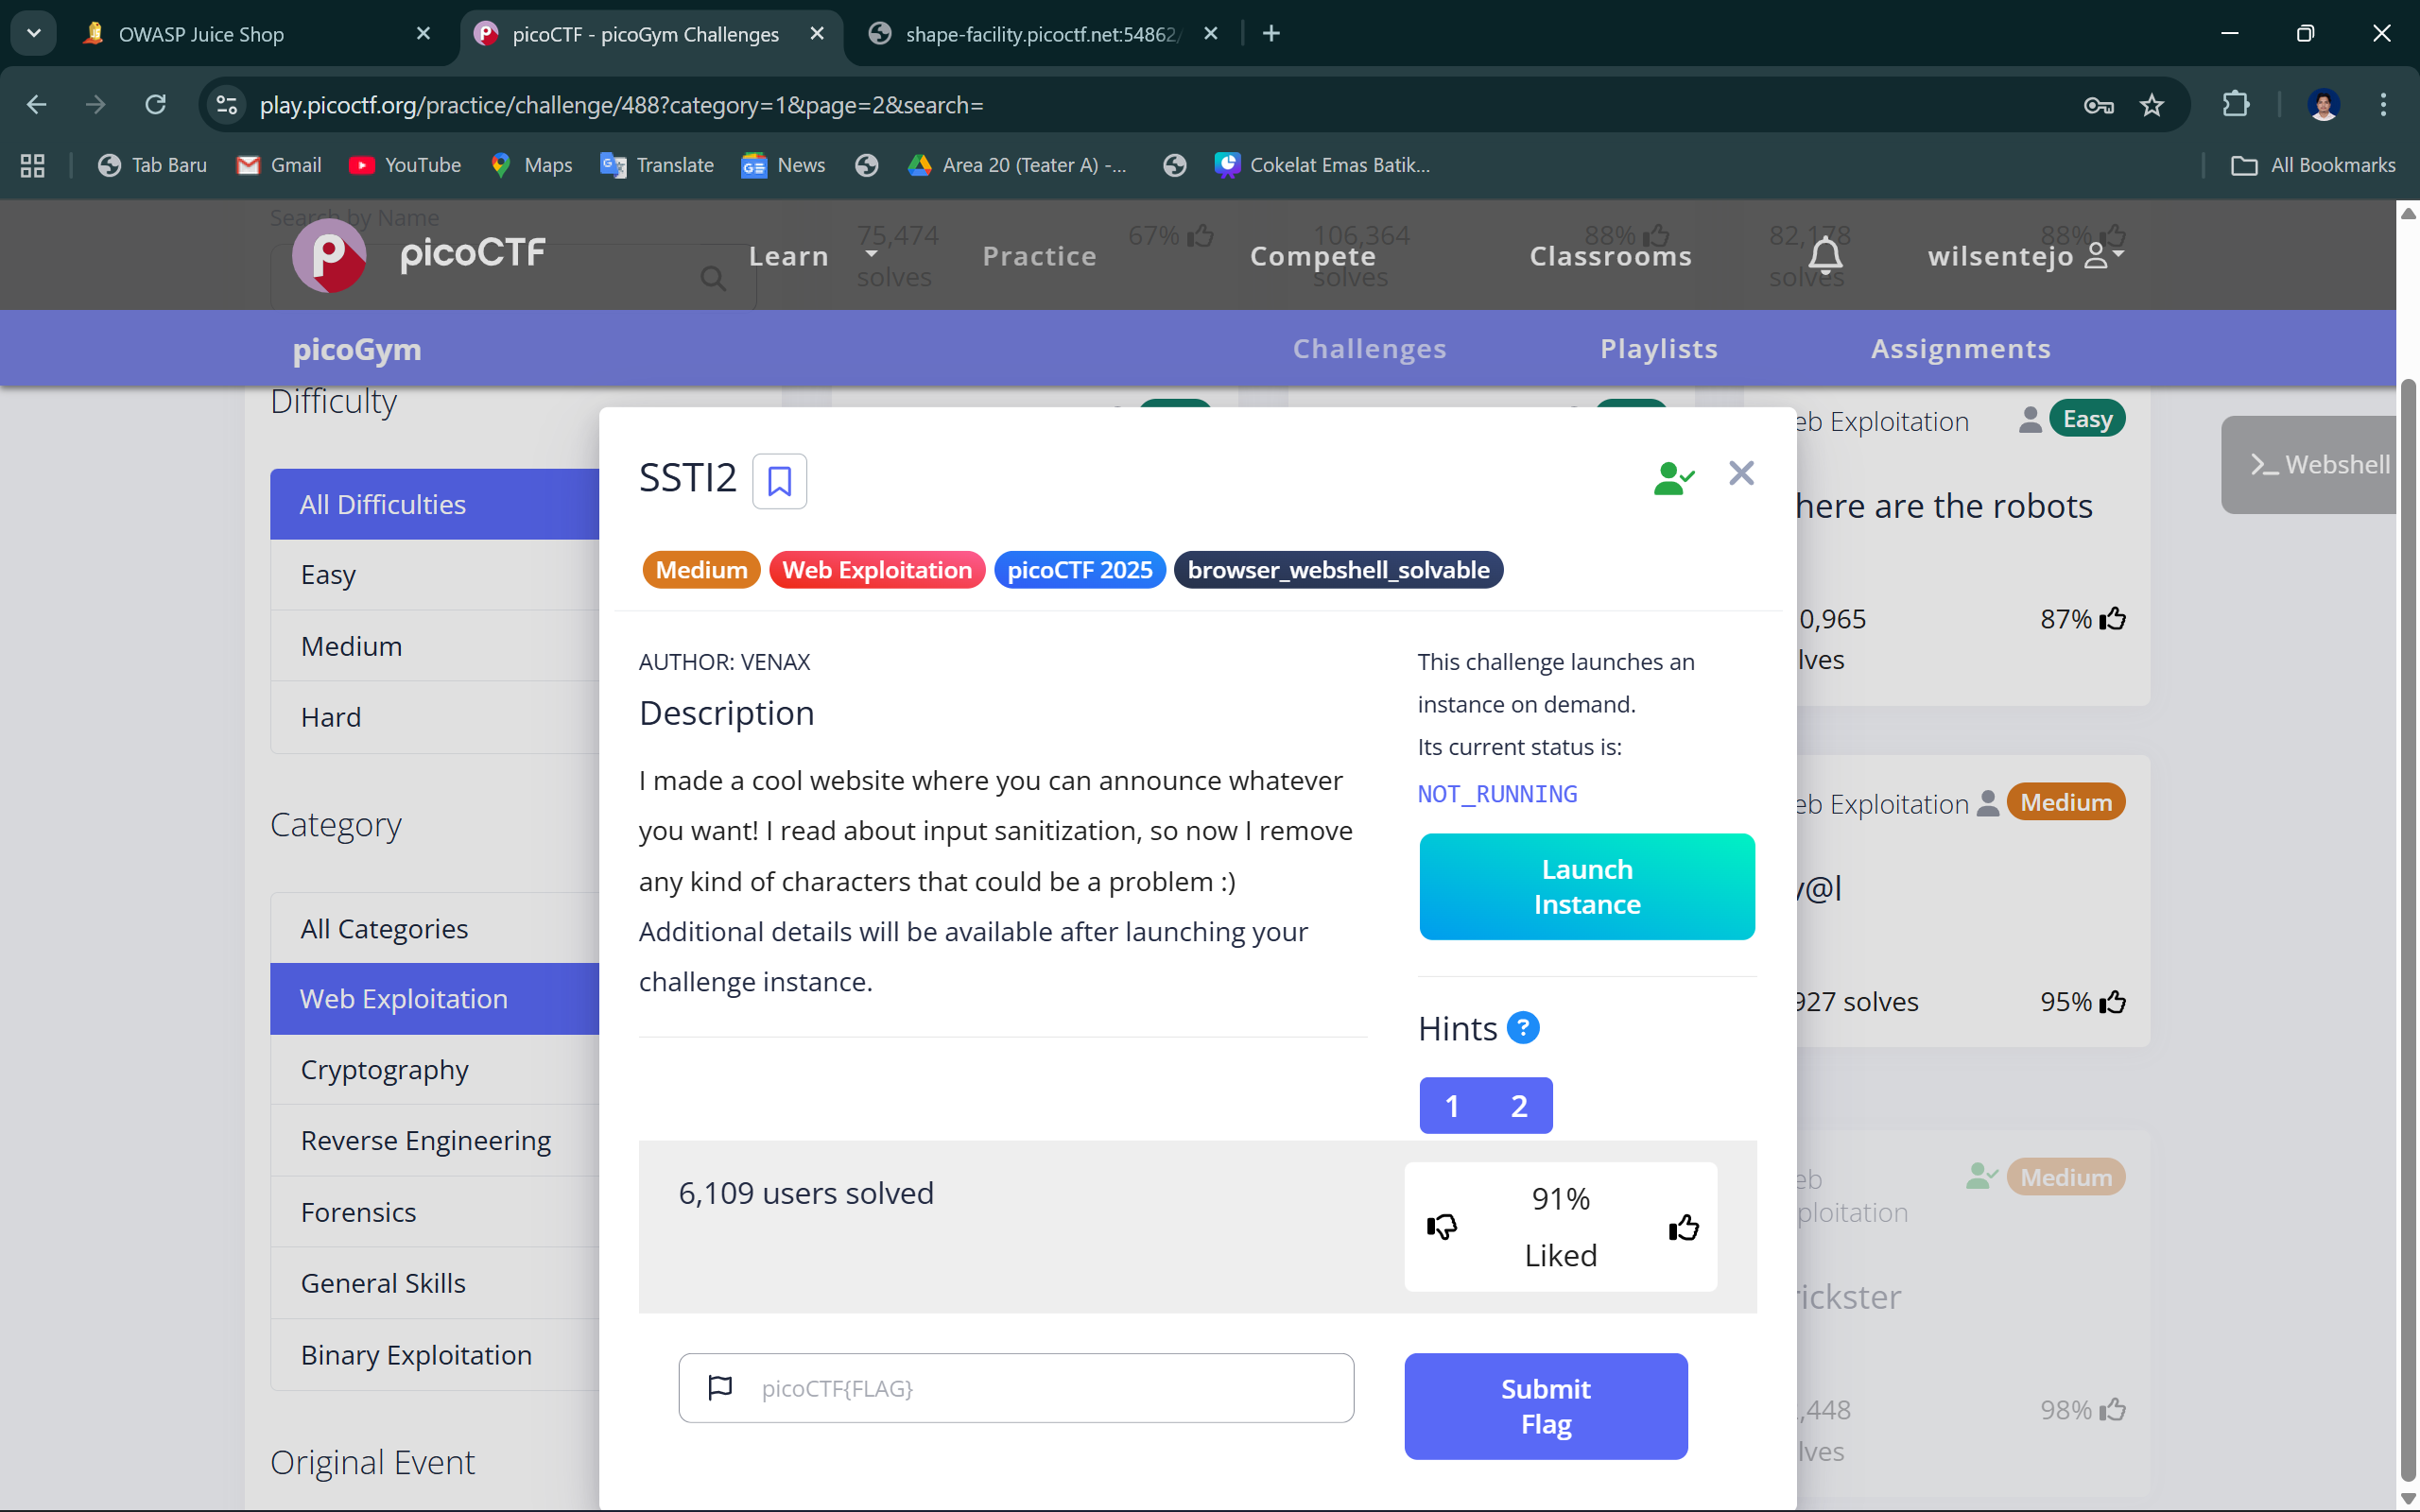 OWASP Juice Shop
picoCTF - picoGym Challenges
shape-facility.picoctf.net:54862/
play.picoctf.org/practice/challenge/488?category=1&page=2&search=
Tab Baru
Gmail
YouTube
Maps
Translate
News
Area 20 (Teater A) -...
Cokelat Emas Batik...
All Bookmarks
Search by Name
75,474
solves
67%
106,364
solves
88%
82,178
solves
88%
picoCTF
Learn
Practice
Compete
Classrooms
wilsentejo
picoGym
Challenges
Playlists
Assignments
Difficulty
All Difficulties
Easy
Medium
Hard
Category
All Categories
Web Exploitation
Cryptography
Reverse Engineering
Forensics
General Skills
Binary Exploitation
Original Event
SSTI2
Medium
Web Exploitation
picoCTF 2025
browser_webshell_solvable
AUTHOR: VENAX
Description
I made a cool website where you can announce whatever
you want! I read about input sanitization, so now I remove
any kind of characters that could be a problem :)
Additional details will be available after launching your
challenge instance.
This challenge launches an
instance on demand.
Its current status is:
NOT_RUNNING
Launch
Instance
Hints ?
1 2
6,109 users solved
91%
Liked
picoCTF{FLAG}
Submit
Flag
eb Exploitation
Easy
here are the robots
0,965
lves
87%
Webshell
eb Exploitation
Medium
y@l
927 solves
95%
eb
ploitation
Medium
ickster
,448
lves
98%